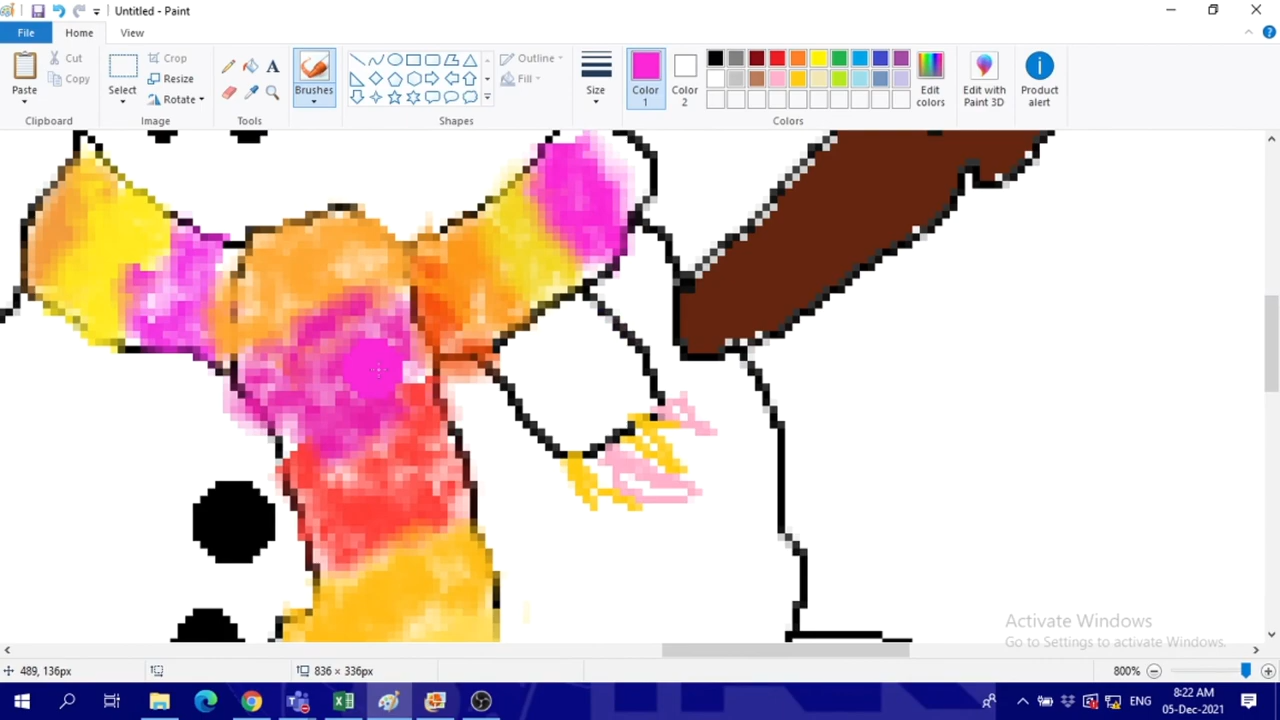 Untitled - Paint
File
Home
View
Paste
Cut
Copy
Clipboard
Select
Crop
Resize
Rotate
Image
A
Tools
Brushes
Shapes
Outline
Fill
Size
Color 1
Color 2
Edit colors
Colors
Edit with Paint 3D
Product alert
Activate Windows
Go to Settings to activate Windows.
489, 136px
836 × 336px
800%
ENG
8:22 AM
05-Dec-2021